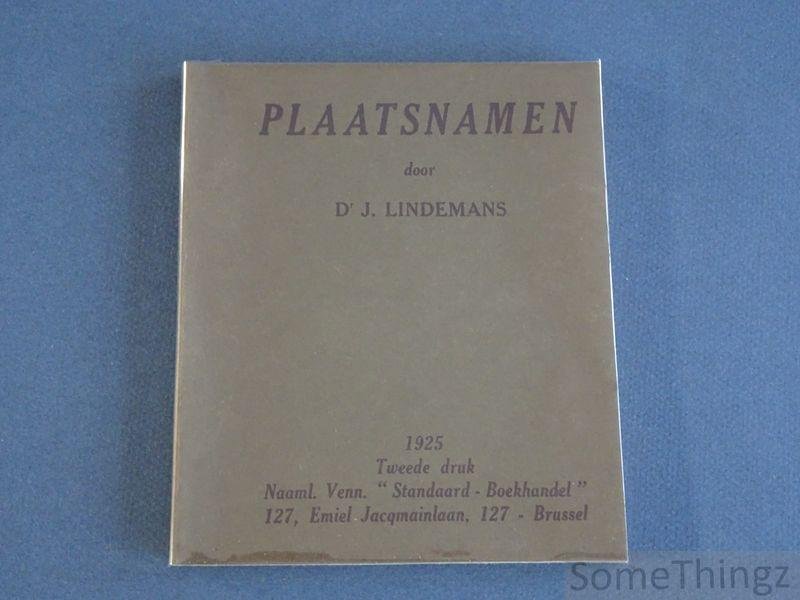 PLAATSNAMEN
door
Dr J. LINDEMANS
1925
Tweede druk
Naaml. Venn. “ Standaard - Boekhandel ”
127, Emiel Jacqmainlaan, 127 - Brussel
SomeThingz